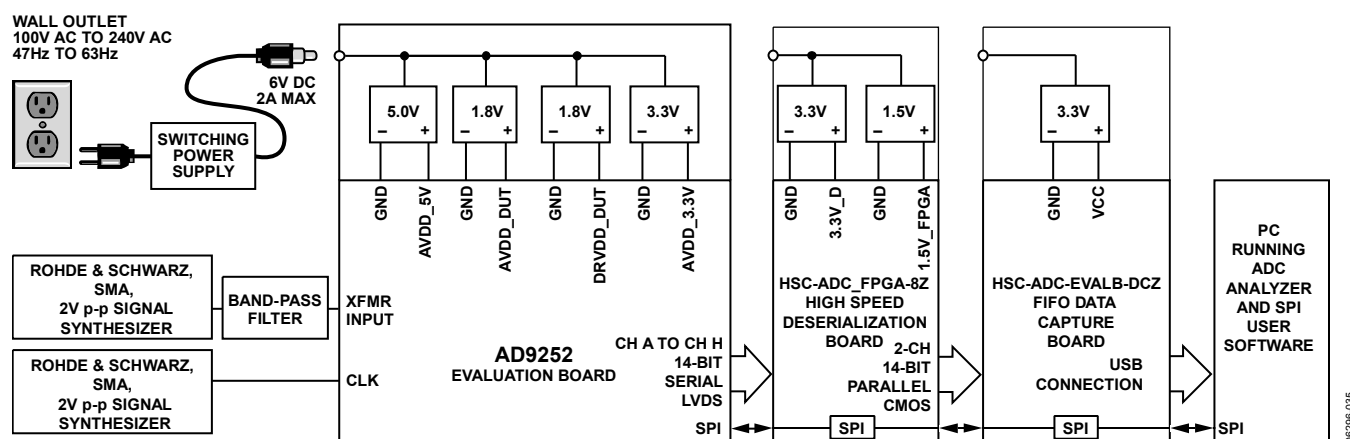 WALL OUTLET
100V AC TO 240V AC
47Hz TO 63Hz
6V DC
2A MAX
SWITCHING
POWER
SUPPLY
5.0V
– +
1.8V
– +
1.8V
– +
3.3V
– +
3.3V
– +
1.5V
– +
3.3V
– +
GND
AVDD_5V
GND
AVDD_DUT
GND
DRVDD_DUT
GND
AVDD_3.3V
GND
3.3V_D
GND
1.5V_FPGA
GND
VCC
ROHDE & SCHWARZ,
SMA,
2V p-p SIGNAL
SYNTHESIZER
BAND-PASS
FILTER
XFMR
INPUT
ROHDE & SCHWARZ,
SMA,
2V p-p SIGNAL
SYNTHESIZER
CLK
AD9252
EVALUATION BOARD
CH A TO CH H
14-BIT
SERIAL
LVDS
SPI
HSC-ADC_FPGA-8Z
HIGH SPEED
DESERIALIZATION
BOARD
2-CH
14-BIT
PARALLEL
CMOS
SPI
HSC-ADC-EVALB-DCZ
FIFO DATA
CAPTURE
BOARD
USB
CONNECTION
SPI
PC
RUNNING
ADC
ANALYZER
AND SPI
USER
SOFTWARE
SPI